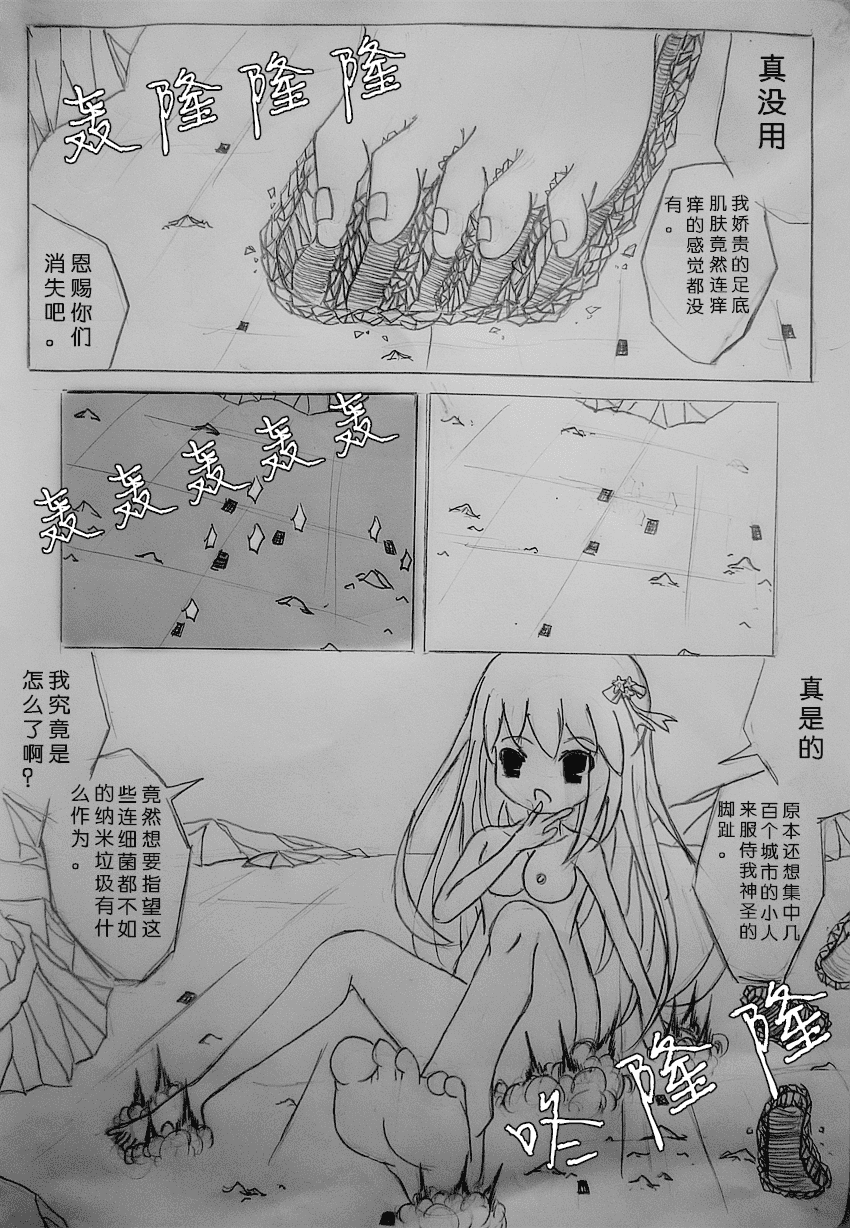 真没用
我娇贵的足底
肌肤竟然连痒
痒的感觉都没
有。
轰隆隆隆
恩赐你们
消失吧。
轰轰轰轰轰
真是的
原本还想集中几
百个城市的小人
来服侍我神圣的
脚趾。
竟然想要指望这
些连细菌都不如
的纳米垃圾有什
么作为。
我究竟是
怎么了啊？
咚隆隆